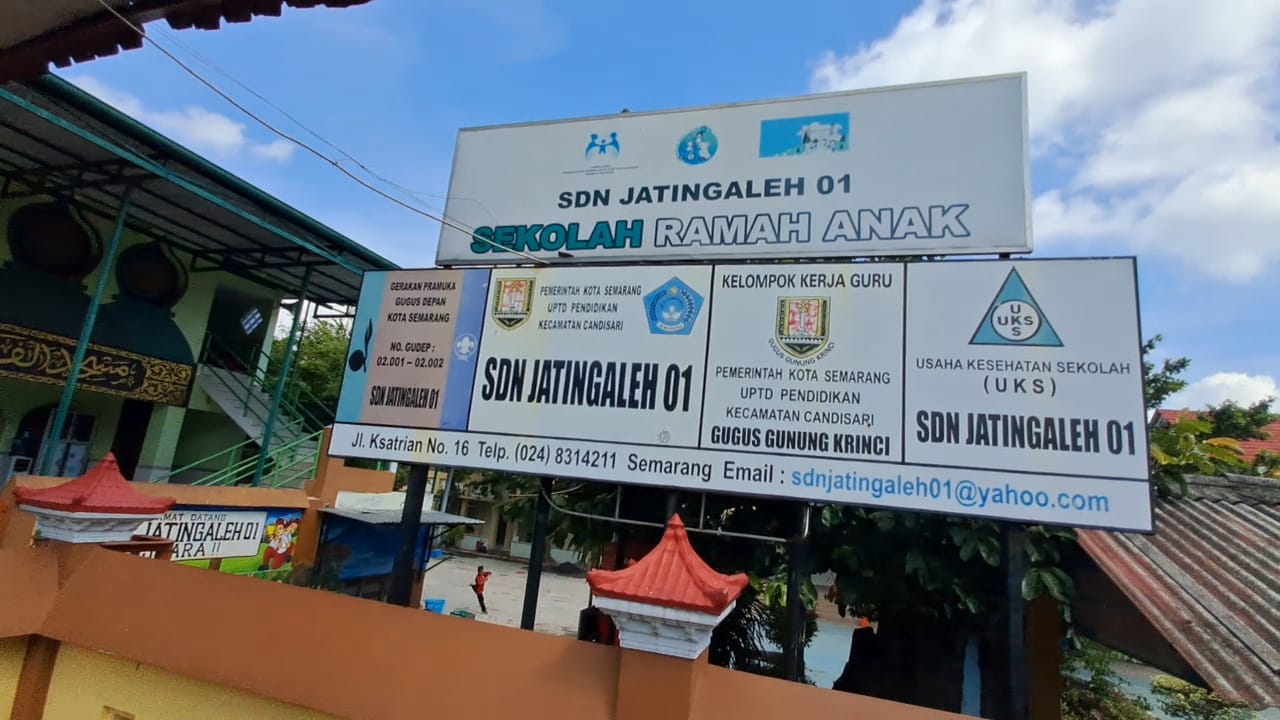 SDN JATINGALEH 01
SEKOLAH RAMAH ANAK
GERAKAN PRAMUKA
GUGUS DEPAN
KOTA SEMARANG
NO. GUDEP :
02.001 – 02.002
SDN JATINGALEH 01
PEMERINTAH KOTA SEMARANG
UPTD PENDIDIKAN
KECAMATAN CANDISARI
SDN JATINGALEH 01
KELOMPOK KERJA GURU
GUGUS GUNUNG KRINCI
PEMERINTAH KOTA SEMARANG
UPTD PENDIDIKAN
KECAMATAN CANDISARI
GUGUS GUNUNG KRINCI
U
UKS
S
USAHA KESEHATAN SEKOLAH
(UKS)
SDN JATINGALEH 01
Jl. Ksatrian No. 16 Telp. (024) 8314211 Semarang Email : sdnjatingaleh01@yahoo.com
MAT DATANG
JATINGALEH 01
ARA !!